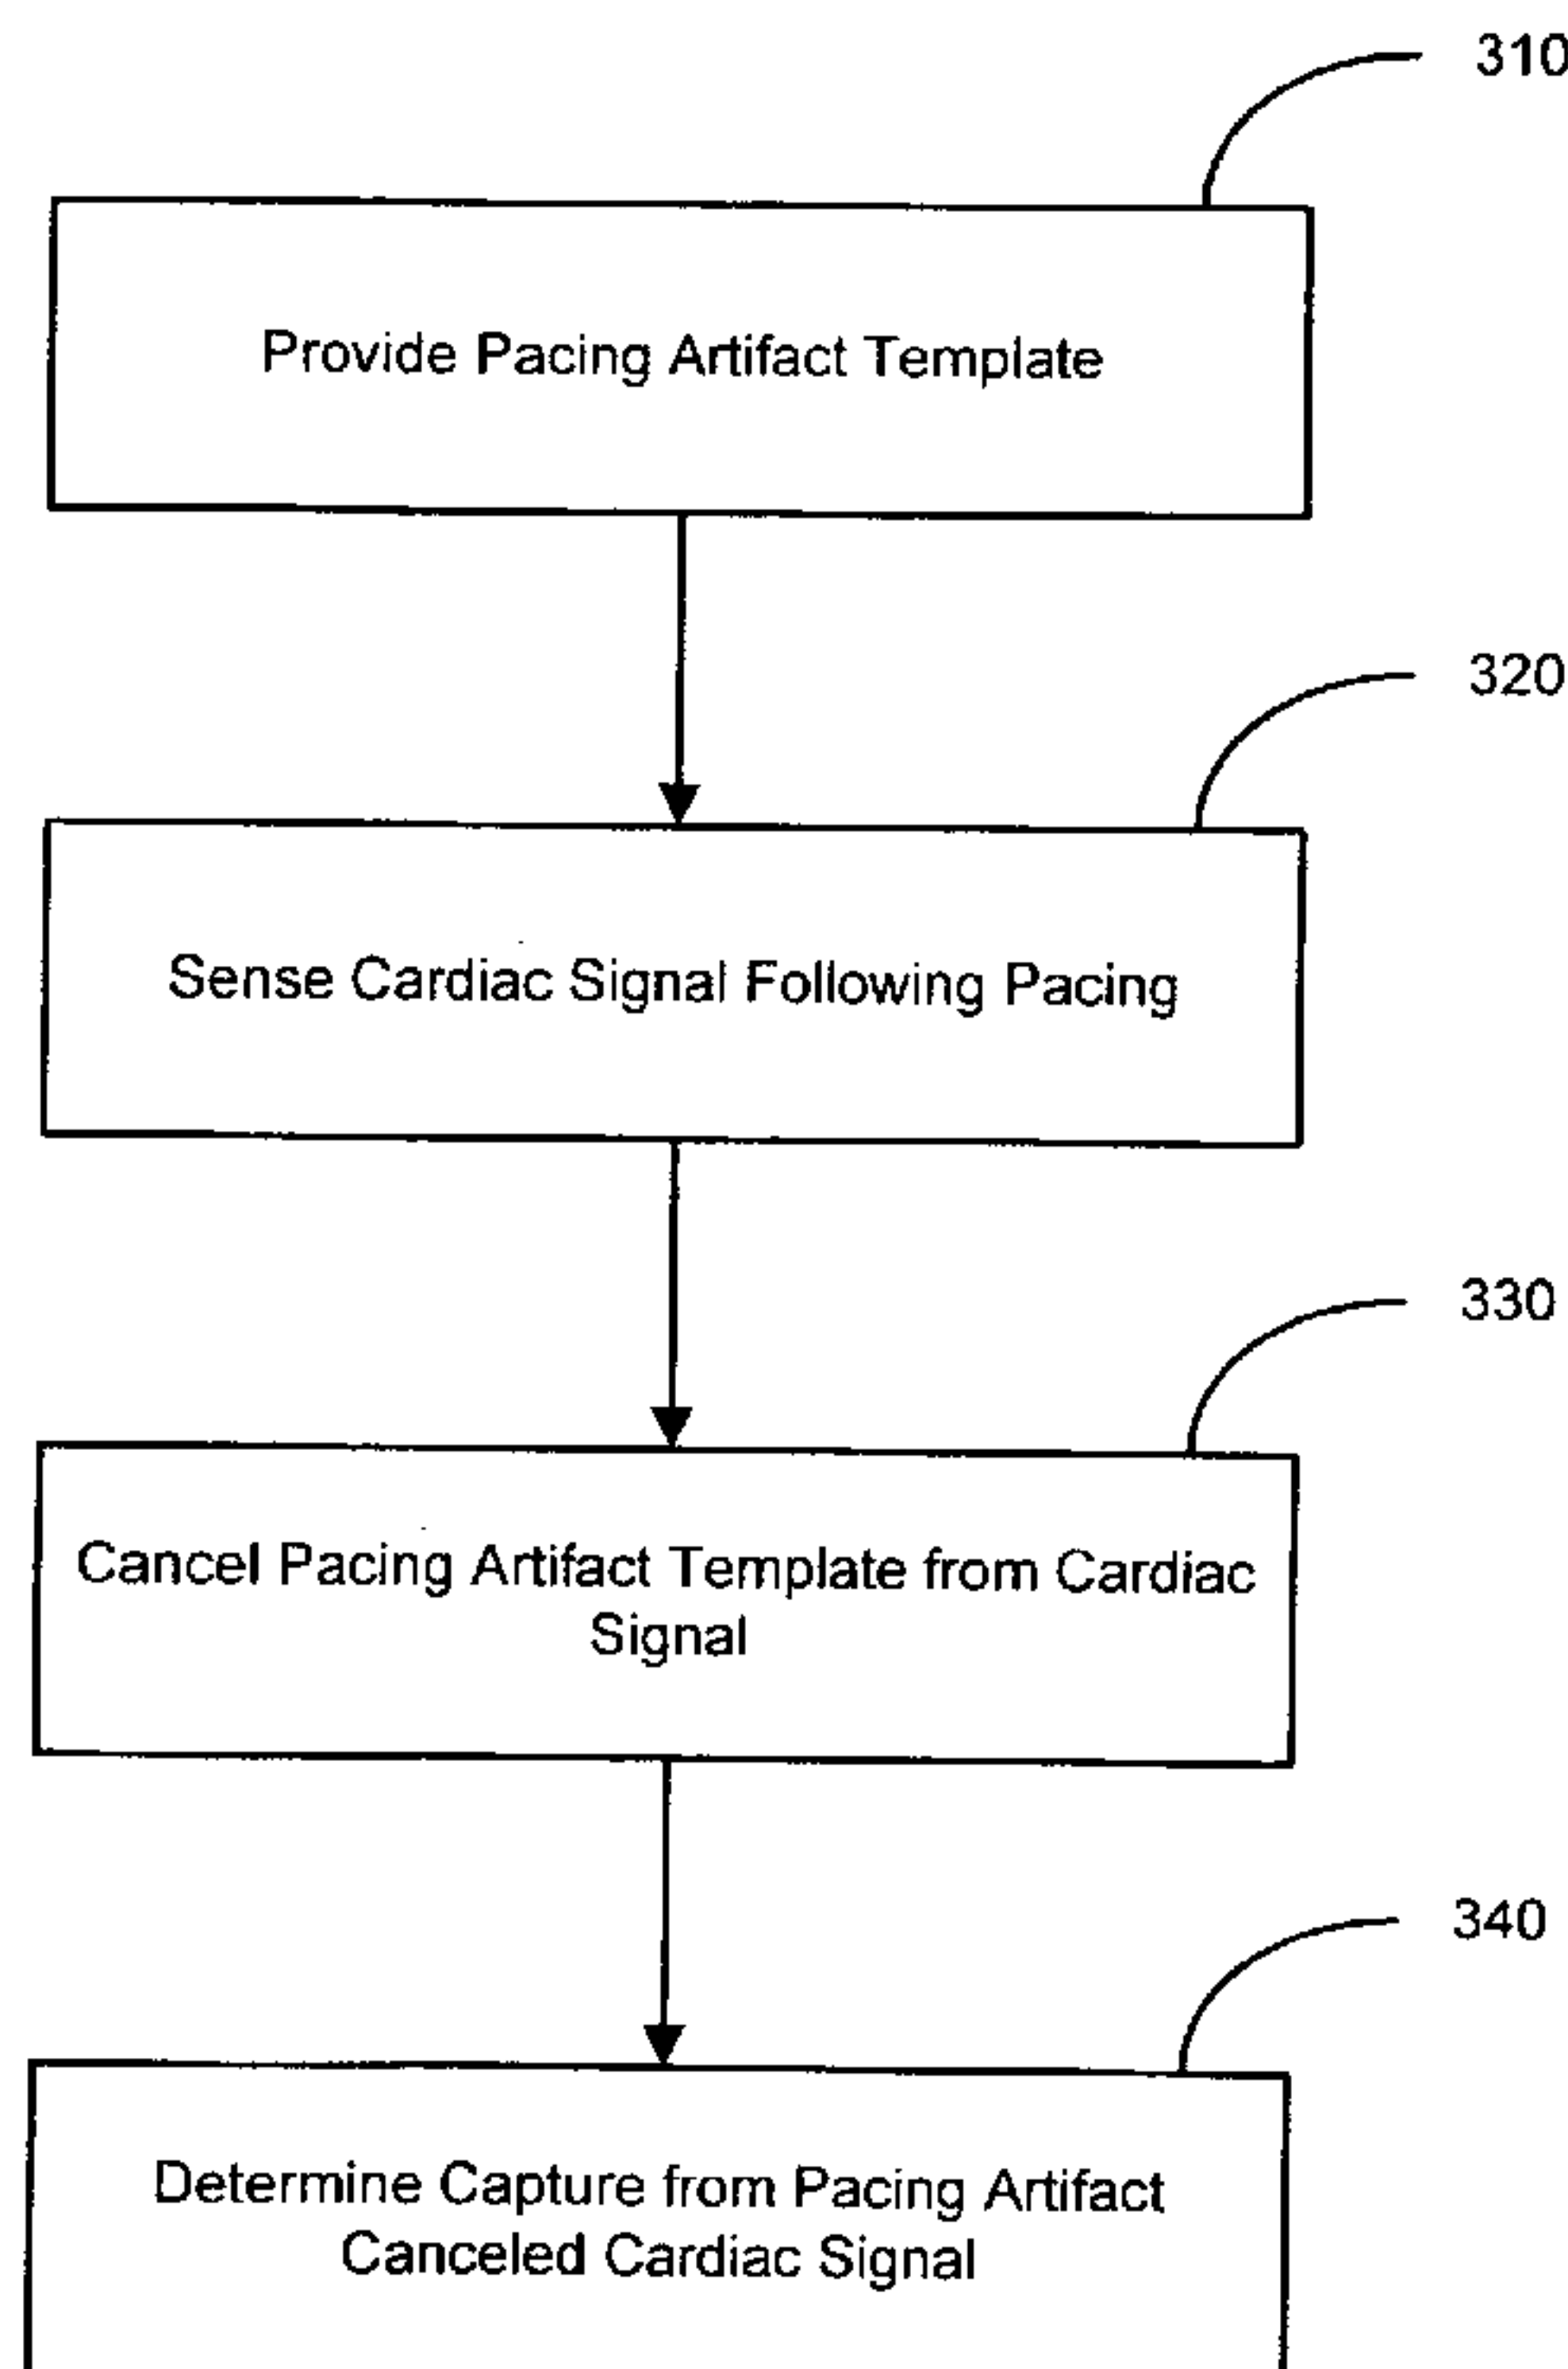 310
Provide Pacing Artifact Template
320
Sense Cardiac Signal Following Pacing
330
Cancel Pacing Artifact Template from Cardiac
Signal
340
Determine Capture from Pacing Artifact
Canceled Cardiac Signal